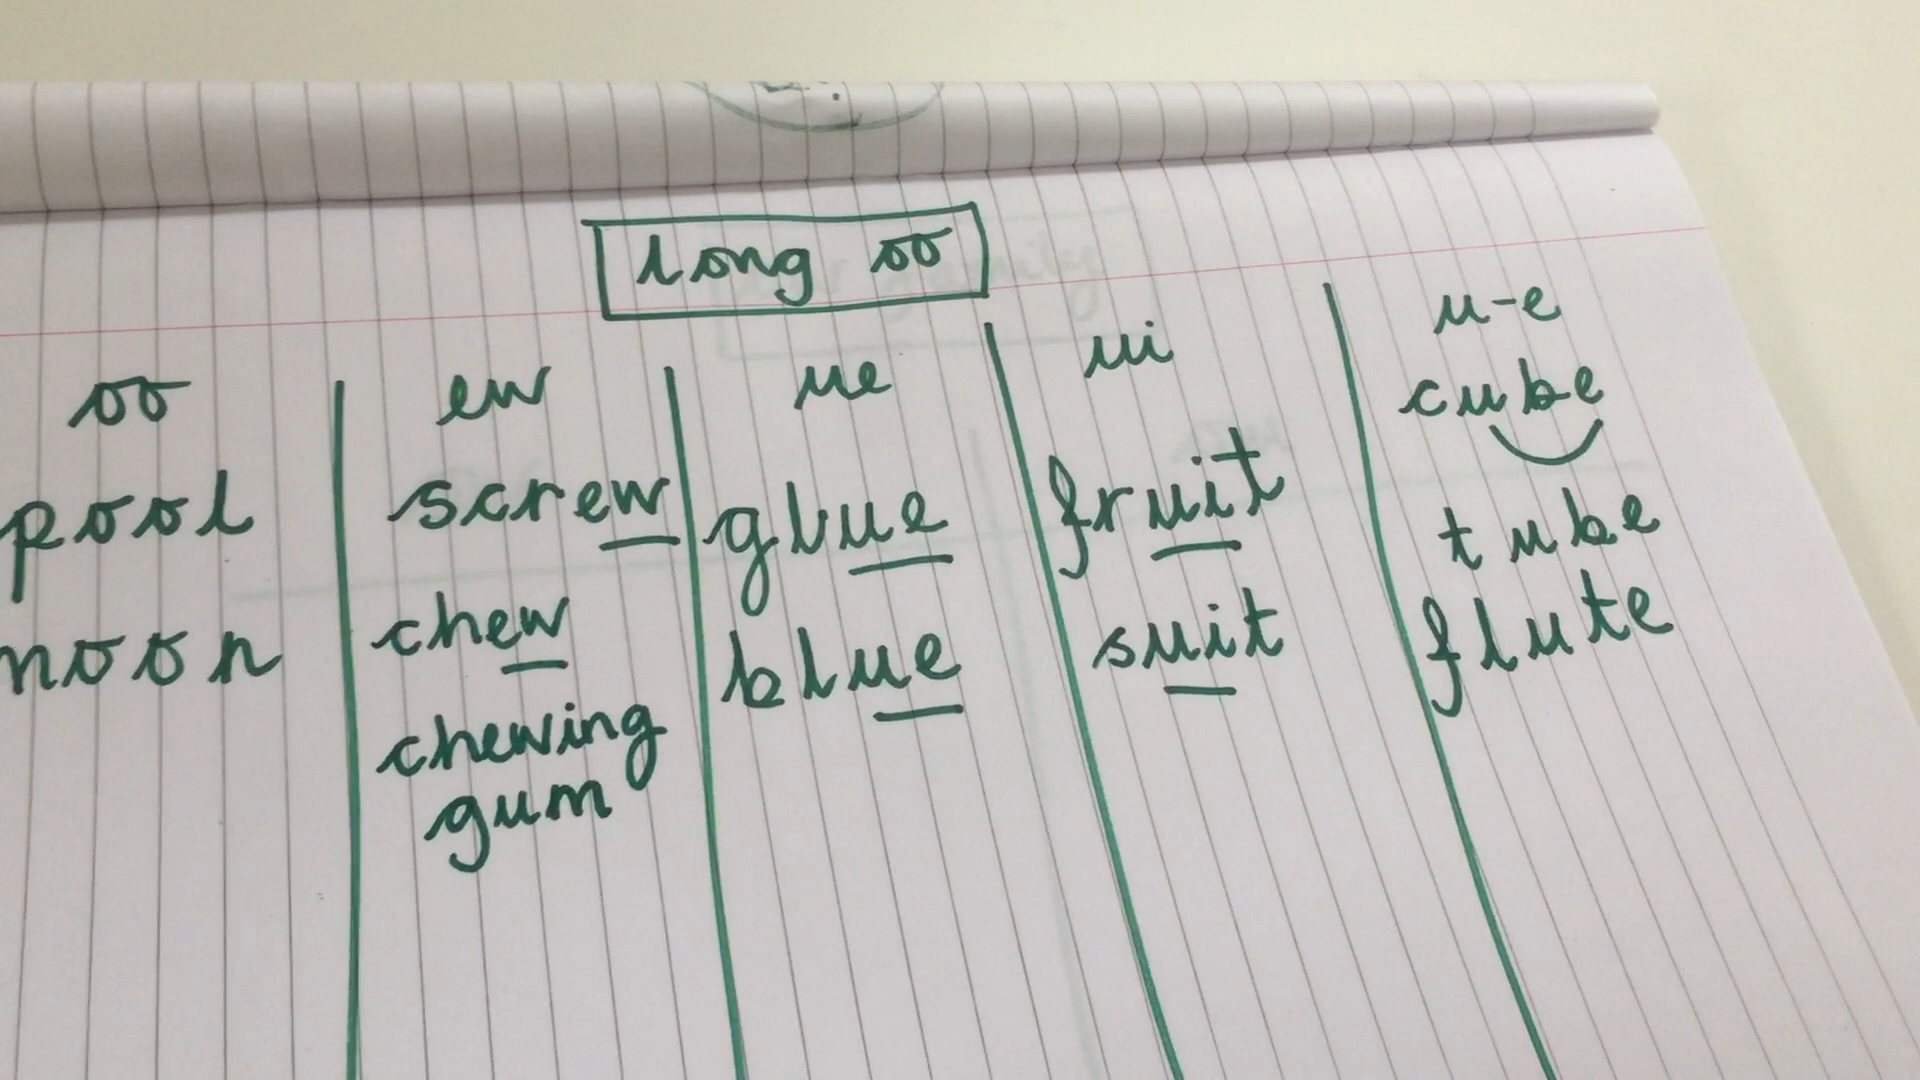 long oo
oo
pool
noon
ew
screw
chew
chewing
gum
ue
glue
blue
ui
fruit
suit
u-e
cube
tube
flute